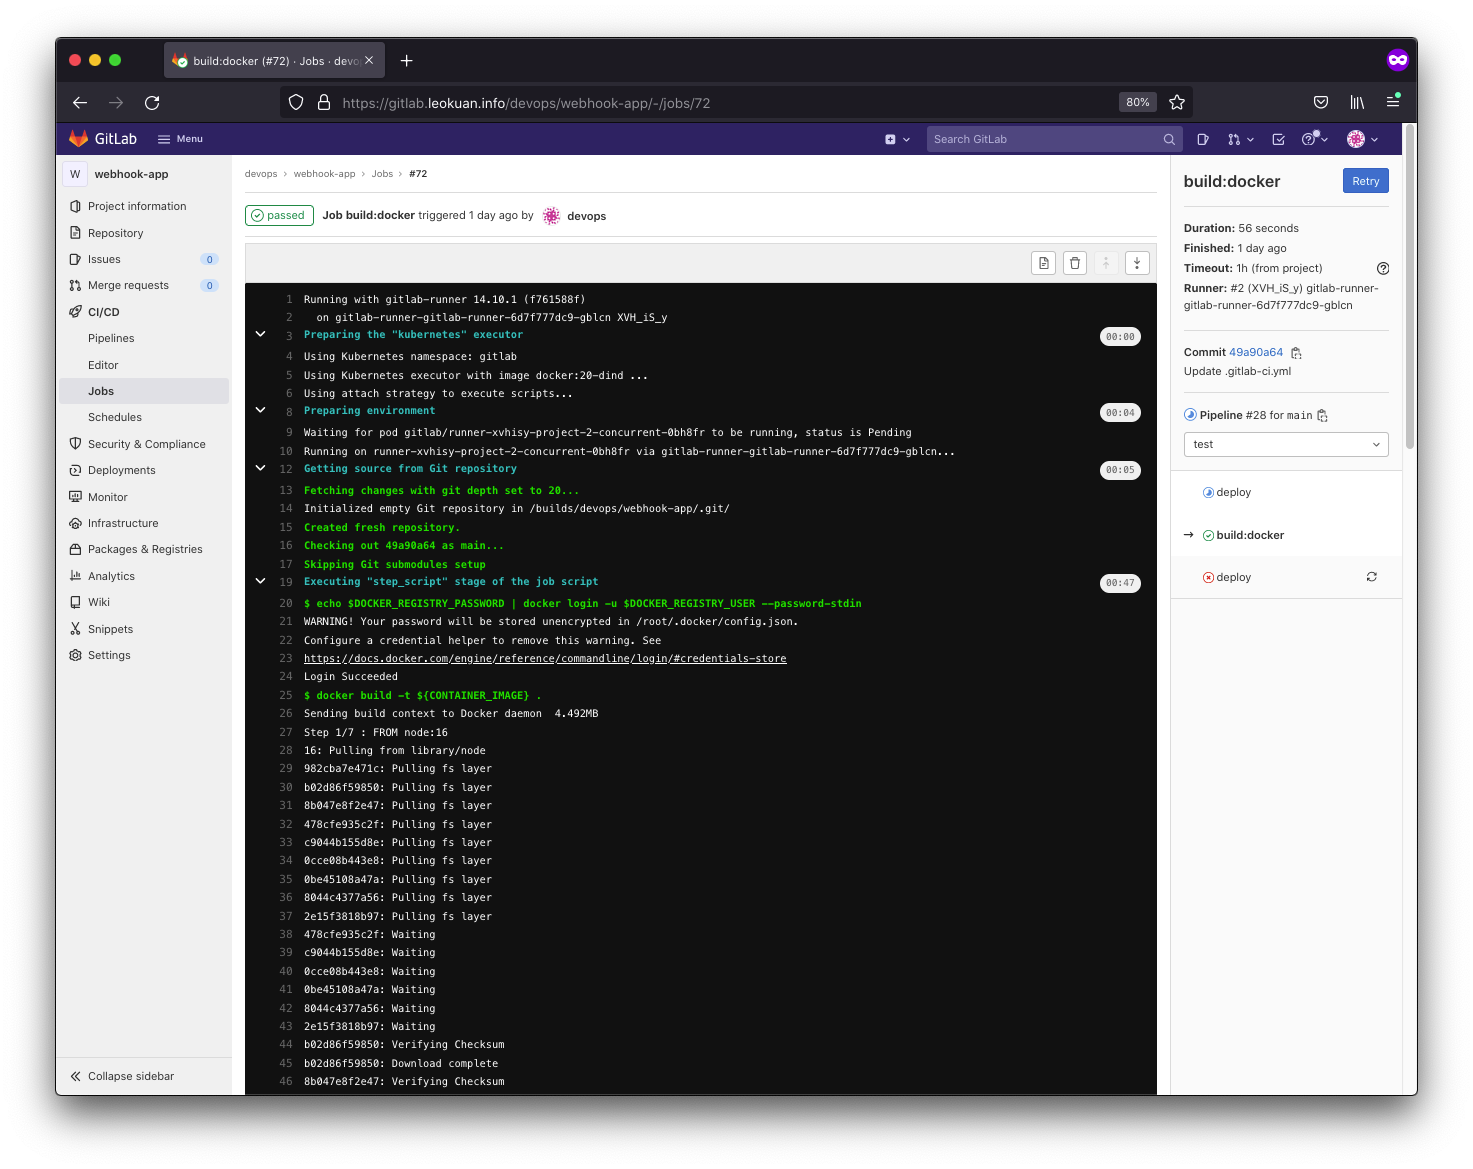 build:docker (#72) · Jobs · devo
https://gitlab.leokuan.info/devops/webhook-app/-/jobs/72
80%
GitLab
Menu
Search GitLab
W
webhook-app
Project information
Repository
Issues
0
Merge requests
0
CI/CD
Pipelines
Editor
Jobs
Schedules
Security & Compliance
Deployments
Monitor
Infrastructure
Packages & Registries
Analytics
Wiki
Snippets
Settings
Collapse sidebar
devops › webhook-app › Jobs › #72
passed Job build:docker triggered 1 day ago by devops
1 Running with gitlab-runner 14.10.1 (f761588f)
2 on gitlab-runner-gitlab-runner-6d7f777dc9-gblcn XVH_iS_y
3 Preparing the "kubernetes" executor 00:00
4 Using Kubernetes namespace: gitlab
5 Using Kubernetes executor with image docker:20-dind ...
6 Using attach strategy to execute scripts...
8 Preparing environment 00:04
9 Waiting for pod gitlab/runner-xvhisy-project-2-concurrent-0bh8fr to be running, status is Pending
10 Running on runner-xvhisy-project-2-concurrent-0bh8fr via gitlab-runner-gitlab-runner-6d7f777dc9-gblcn...
12 Getting source from Git repository 00:05
13 Fetching changes with git depth set to 20...
14 Initialized empty Git repository in /builds/devops/webhook-app/.git/
15 Created fresh repository.
16 Checking out 49a90a64 as main...
17 Skipping Git submodules setup
19 Executing "step_script" stage of the job script 00:47
20 $ echo $DOCKER_REGISTRY_PASSWORD | docker login -u $DOCKER_REGISTRY_USER --password-stdin
21 WARNING! Your password will be stored unencrypted in /root/.docker/config.json.
22 Configure a credential helper to remove this warning. See
23 https://docs.docker.com/engine/reference/commandline/login/#credentials-store
24 Login Succeeded
25 $ docker build -t ${CONTAINER_IMAGE} .
26 Sending build context to Docker daemon  4.492MB
27 Step 1/7 : FROM node:16
28 16: Pulling from library/node
29 982cba7e471c: Pulling fs layer
30 b02d86f59850: Pulling fs layer
31 8b047e8f2e47: Pulling fs layer
32 478cfe935c2f: Pulling fs layer
33 c9044b155d8e: Pulling fs layer
34 0cce08b443e8: Pulling fs layer
35 0be45108a47a: Pulling fs layer
36 8044c4377a56: Pulling fs layer
37 2e15f3818b97: Pulling fs layer
38 478cfe935c2f: Waiting
39 c9044b155d8e: Waiting
40 0cce08b443e8: Waiting
41 0be45108a47a: Waiting
42 8044c4377a56: Waiting
43 2e15f3818b97: Waiting
44 b02d86f59850: Verifying Checksum
45 b02d86f59850: Download complete
46 8b047e8f2e47: Verifying Checksum
build:docker
Retry
Duration: 56 seconds
Finished: 1 day ago
Timeout: 1h (from project)
Runner: #2 (XVH_iS_y) gitlab-runner-
gitlab-runner-6d7f777dc9-gblcn
Commit 49a90a64
Update .gitlab-ci.yml
Pipeline #28 for main
test
deploy
→ build:docker
deploy